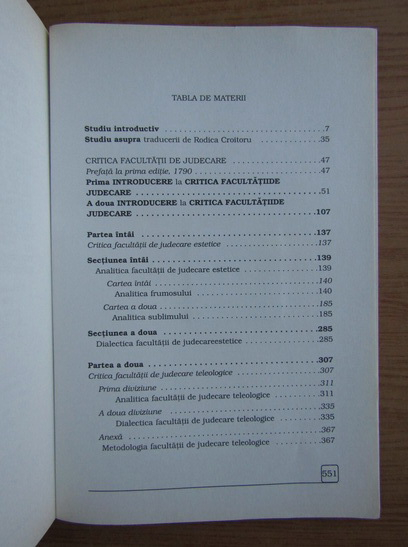 TABLA DE MATERII
Studiu introductiv . . . . . . . . . . . . . . . . . . . . . . . . . . . . . . . . .7
Studiu asupra traducerii de Rodica Croitoru . . . . . . . . . . . . .35
CRITICA FACULTĂȚII DE JUDECARE . . . . . . . . . . . . . . . . . .47
Prefață la prima ediție, 1790 . . . . . . . . . . . . . . . . . . . . . . . .47
Prima INTRODUCERE la CRITICA FACULTĂȚIIDE
JUDECARE . . . . . . . . . . . . . . . . . . . . . . . . . . . . . . . . . . .51
A doua INTRODUCERE la CRITICA FACULTĂȚIIDE
JUDECARE . . . . . . . . . . . . . . . . . . . . . . . . . . . . . . . . . 107
Partea întâi . . . . . . . . . . . . . . . . . . . . . . . . . . . . . . . . 137
Critica facultății de judecare estetice . . . . . . . . . . . . . . . . 137
Secțiunea întâi . . . . . . . . . . . . . . . . . . . . . . . . . . . . . 139
Analitica facultății de judecare estetice . . . . . . . . . . . . . .139
Cartea întâi . . . . . . . . . . . . . . . . . . . . . . . . . . . . . . 140
Analitica frumosului . . . . . . . . . . . . . . . . . . . . . . . . .140
Cartea a doua . . . . . . . . . . . . . . . . . . . . . . . . . . . . .185
Analitica sublimului . . . . . . . . . . . . . . . . . . . . . . . . .185
Secțiunea a doua . . . . . . . . . . . . . . . . . . . . . . . . . . . .285
Dialectica facultății de judecareestetice . . . . . . . . . . . . . .285
Partea a doua . . . . . . . . . . . . . . . . . . . . . . . . . . . . . . .307
Critica facultății de judecare teleologice . . . . . . . . . . . . . .307
Prima diviziune . . . . . . . . . . . . . . . . . . . . . . . . . . . . .311
Analitica facultății de judecare teleologice . . . . . . . . . .311
A doua diviziune . . . . . . . . . . . . . . . . . . . . . . . . . . . .335
Dialectica facultății de judecare teleologice . . . . . . . . .335
Anexă . . . . . . . . . . . . . . . . . . . . . . . . . . . . . . . . . . .367
Metodologia facultății de judecare teleologice . . . . . . . . .367
551